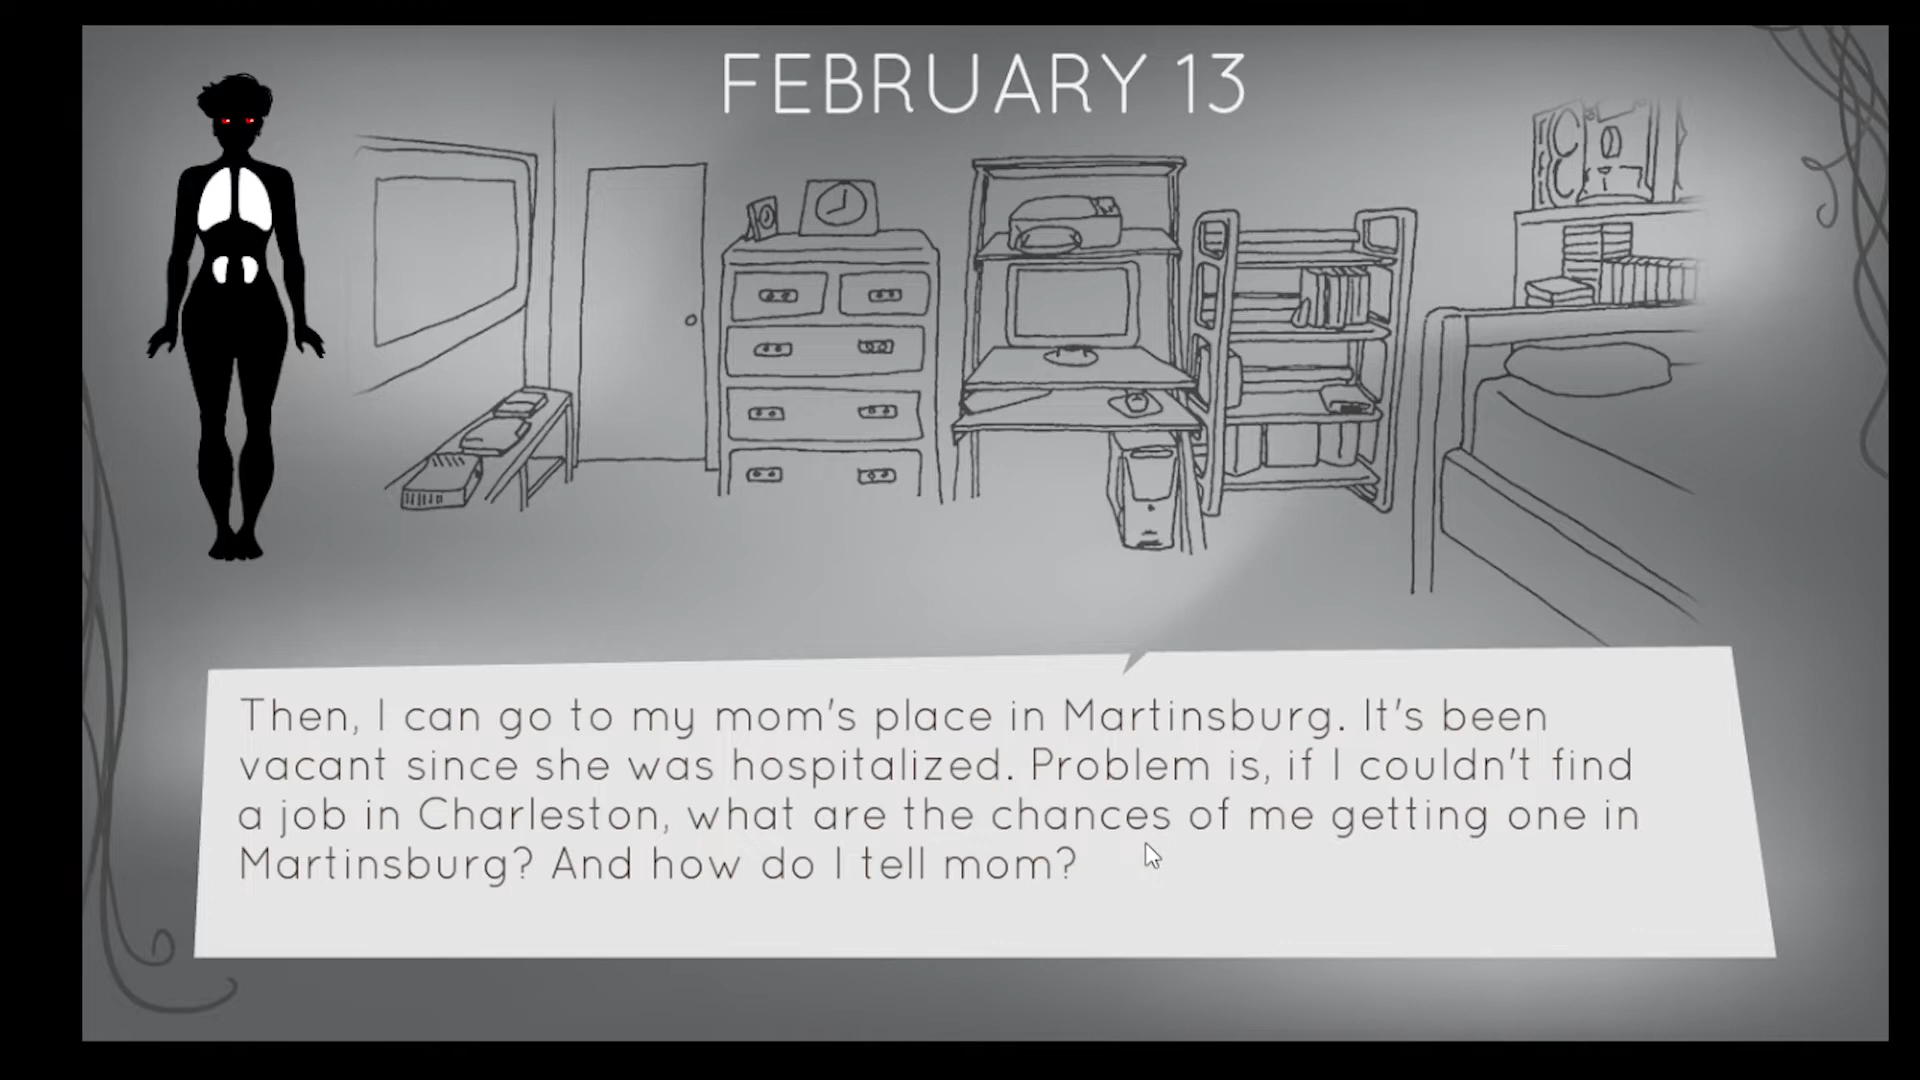 FEBRUARY 13
Then, I can go to my mom's place in Martinsburg. It's been
vacant since she was hospitalized. Problem is, if I couldn't find
a job in Charleston, what are the chances of me getting one in
Martinsburg? And how do I tell mom?